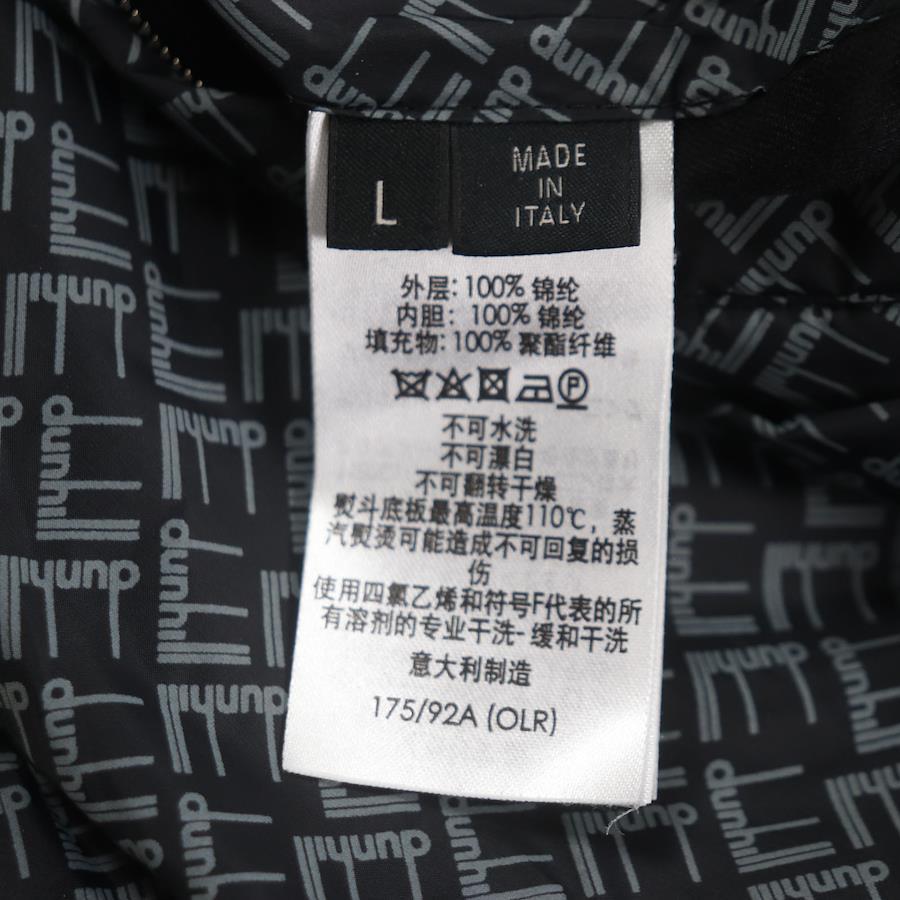 L
MADE
IN
ITALY
外层: 100% 锦纶
内胆: 100% 锦纶
填充物: 100% 聚酯纤维
P
不可水洗
不可漂白
不可翻转干燥
熨斗底板最高温度110℃，蒸
汽熨烫可能造成不可回复的损
伤
使用四氯乙烯和符号F代表的所
有溶剂的专业干洗- 缓和干洗
意大利制造
175/92A (OLR)
dunhill